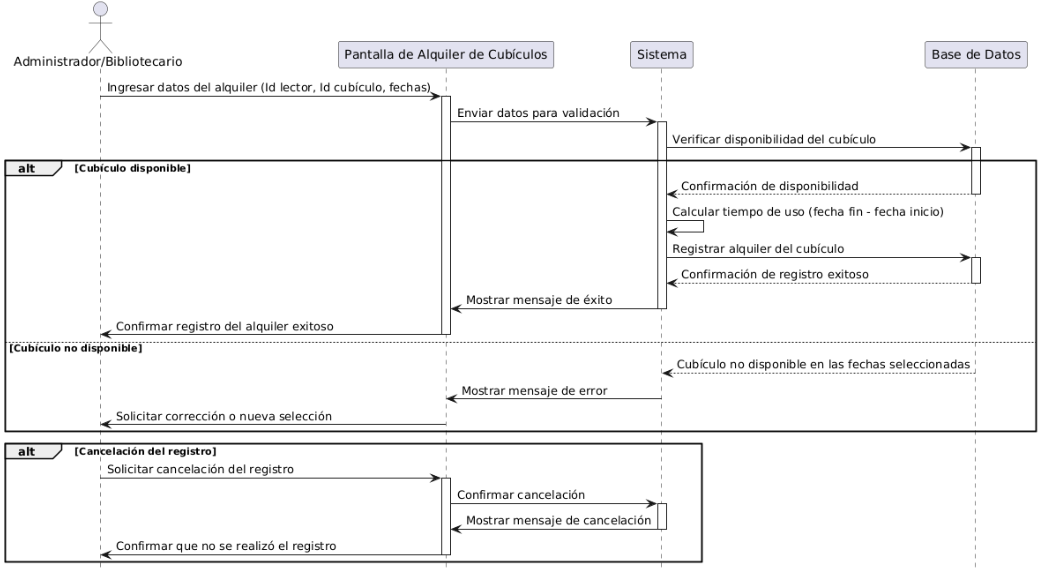 Administrador/Bibliotecario
Pantalla de Alquiler de Cubículos
Sistema
Base de Datos
Ingresar datos del alquiler (Id lector, Id cubículo, fechas)
Enviar datos para validación
Verificar disponibilidad del cubículo
alt
[Cubículo disponible]
Confirmación de disponibilidad
Calcular tiempo de uso (fecha fin - fecha inicio)
Registrar alquiler del cubículo
Confirmación de registro exitoso
Mostrar mensaje de éxito
Confirmar registro del alquiler exitoso
[Cubículo no disponible]
Cubículo no disponible en las fechas seleccionadas
Mostrar mensaje de error
Solicitar corrección o nueva selección
alt
[Cancelación del registro]
Solicitar cancelación del registro
Confirmar cancelación
Mostrar mensaje de cancelación
Confirmar que no se realizó el registro